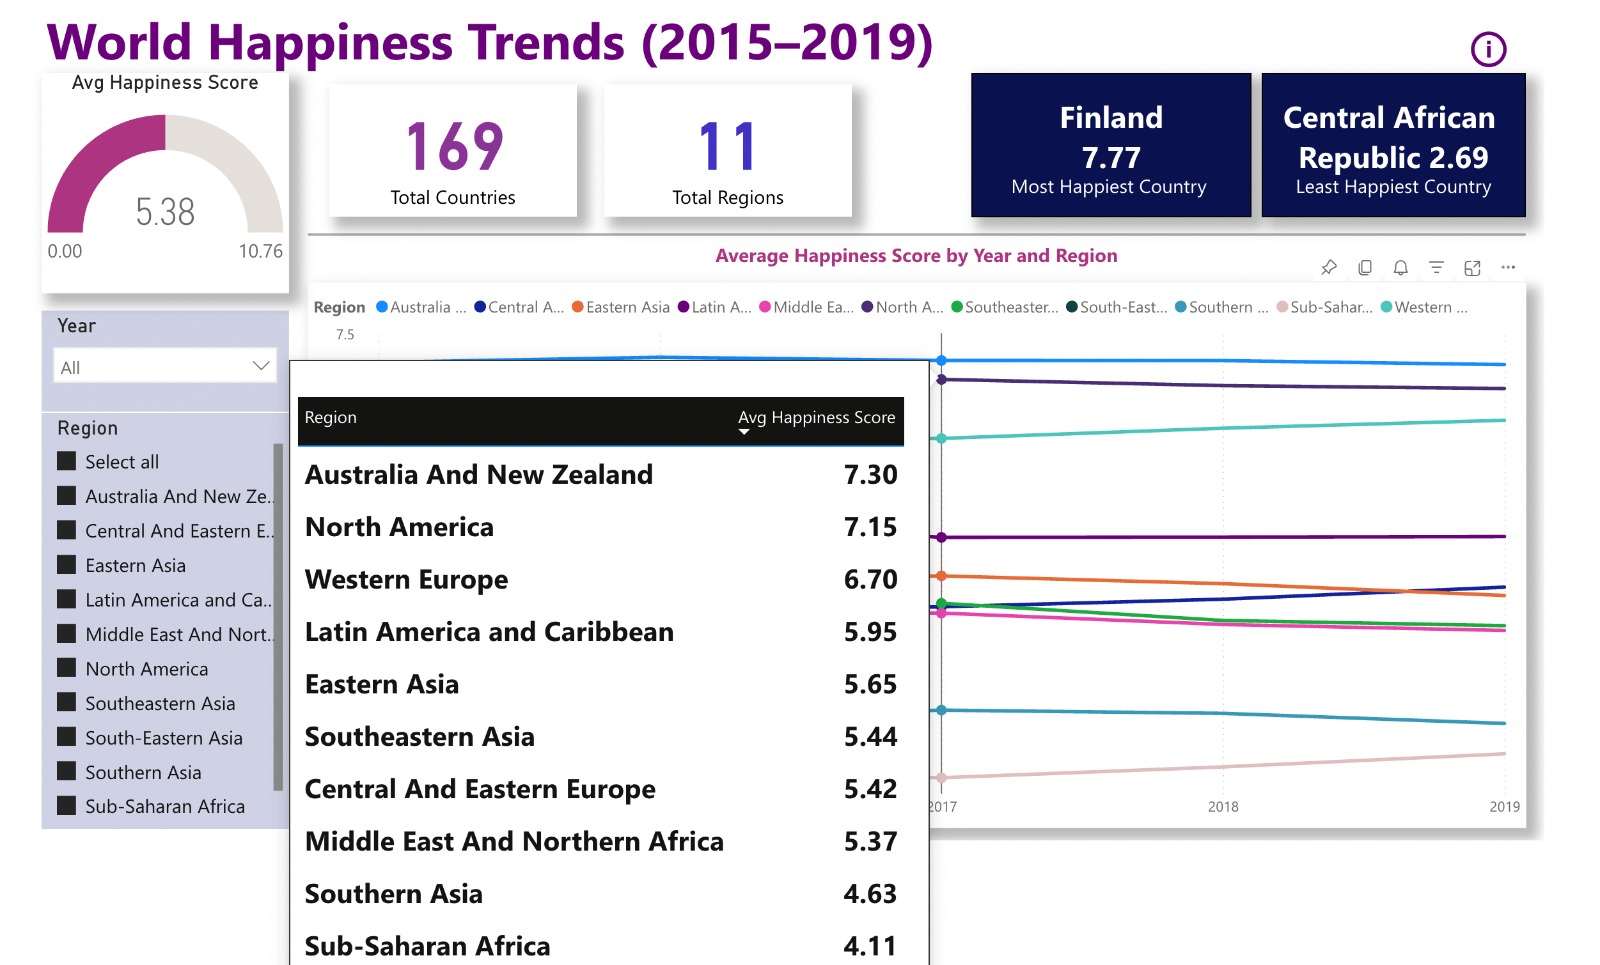 World Happiness Trends (2015–2019)
Avg Happiness Score
5.38
0.00
10.76
169
Total Countries
11
Total Regions
Finland
7.77
Most Happiest Country
Central African
Republic 2.69
Least Happiest Country
Year
All
Region
Select all
Australia And New Ze...
Central And Eastern E...
Eastern Asia
Latin America and Ca...
Middle East And Nort...
North America
Southeastern Asia
South-Eastern Asia
Southern Asia
Sub-Saharan Africa
Average Happiness Score by Year and Region
Region Australia ... Central A... Eastern Asia Latin A... Middle Ea... North A... Southeaster... South-East... Southern ... Sub-Sahar... Western ...
7.5
Region Avg Happiness Score
Australia And New Zealand 7.30
North America 7.15
Western Europe 6.70
Latin America and Caribbean 5.95
Eastern Asia 5.65
Southeastern Asia 5.44
Central And Eastern Europe 5.42
Middle East And Northern Africa 5.37
Southern Asia 4.63
Sub-Saharan Africa 4.11
2017 2018 2019